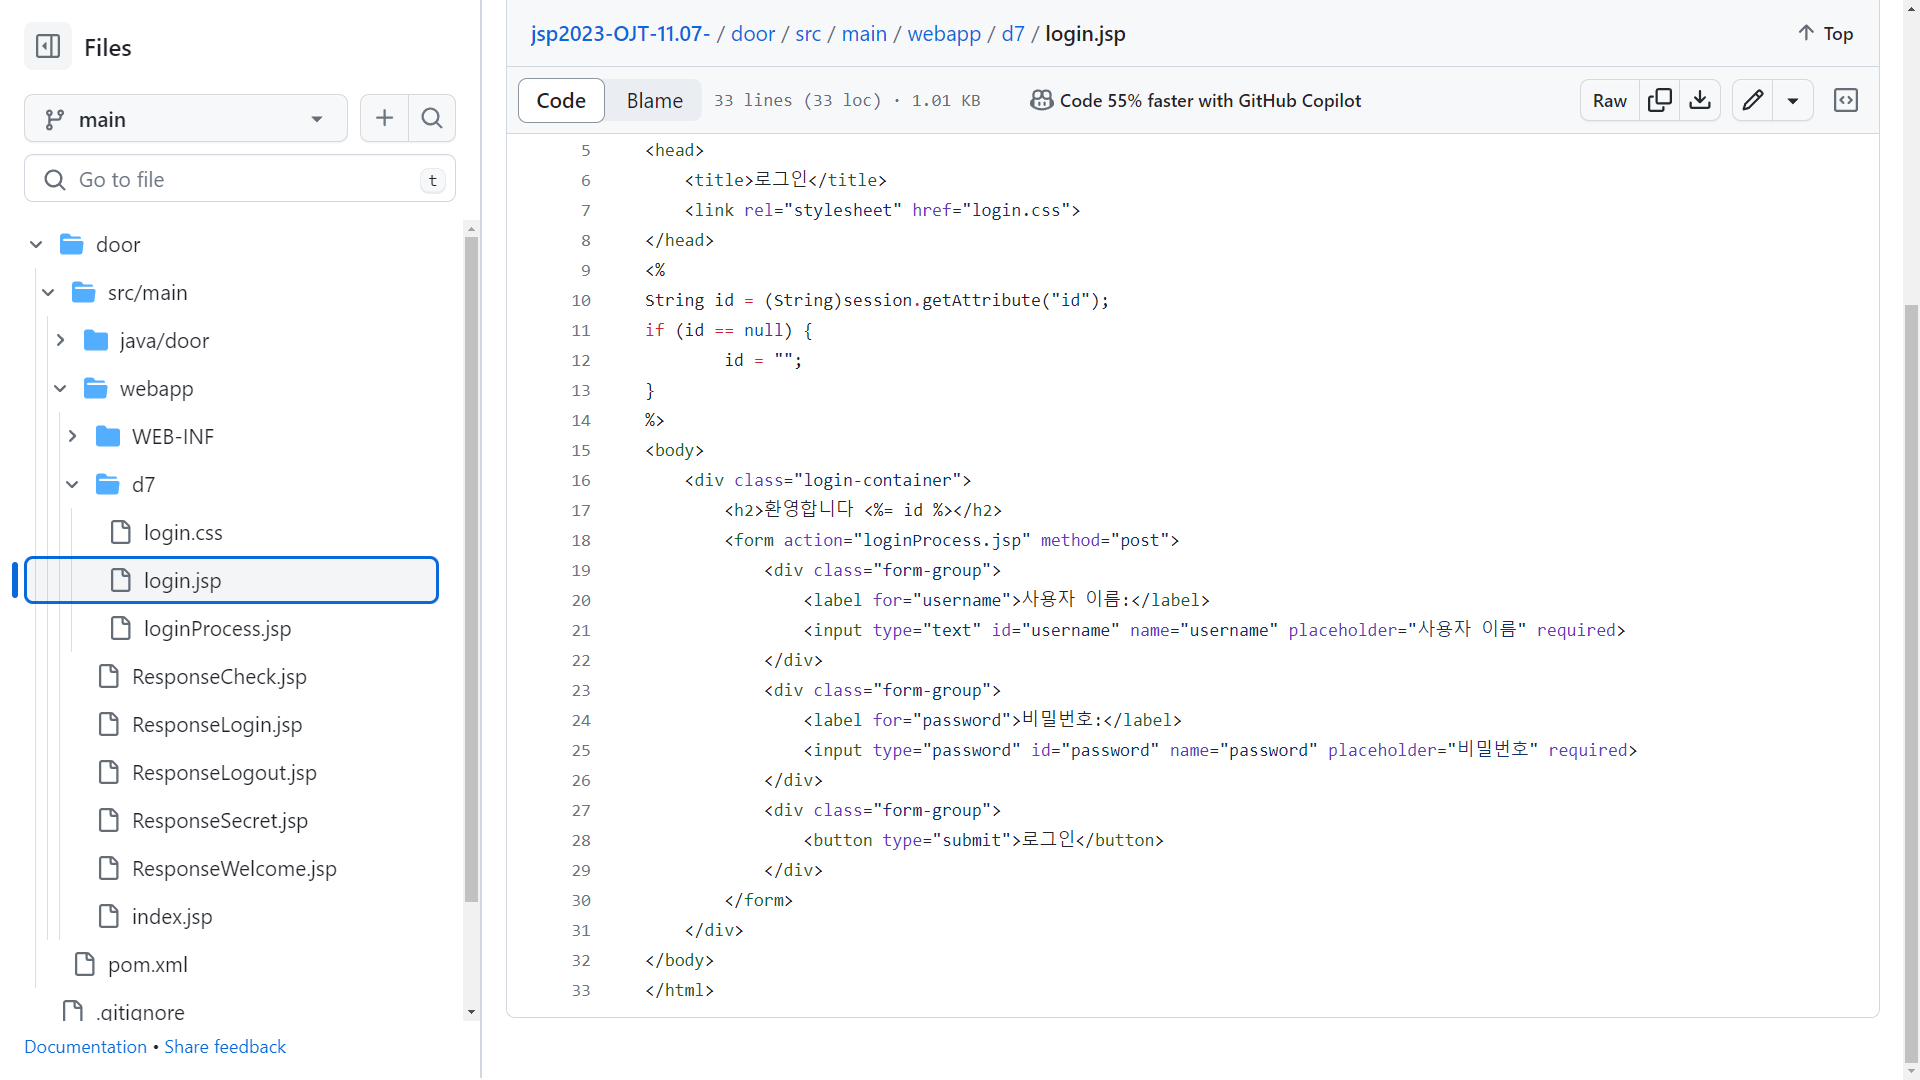 Files
main
Go to file
t
door
src/main
java/door
webapp
WEB-INF
d7
login.css
login.jsp
loginProcess.jsp
ResponseCheck.jsp
ResponseLogin.jsp
ResponseLogout.jsp
ResponseSecret.jsp
ResponseWelcome.jsp
index.jsp
pom.xml
.gitignore
Documentation • Share feedback
jsp2023-OJT-11.07- / door / src / main / webapp / d7 / login.jsp
Top
Code Blame 33 lines (33 loc) · 1.01 KB Code 55% faster with GitHub Copilot Raw
5 <head>
6     <title>로그인</title>
7     <link rel="stylesheet" href="login.css">
8 </head>
9 <%
10 String id = (String)session.getAttribute("id");
11 if (id == null) {
12         id = "";
13 }
14 %>
15 <body>
16     <div class="login-container">
17         <h2>환영합니다 <%= id %></h2>
18         <form action="loginProcess.jsp" method="post">
19             <div class="form-group">
20                 <label for="username">사용자 이름:</label>
21                 <input type="text" id="username" name="username" placeholder="사용자 이름" required>
22             </div>
23             <div class="form-group">
24                 <label for="password">비밀번호:</label>
25                 <input type="password" id="password" name="password" placeholder="비밀번호" required>
26             </div>
27             <div class="form-group">
28                 <button type="submit">로그인</button>
29             </div>
30         </form>
31     </div>
32 </body>
33 </html>